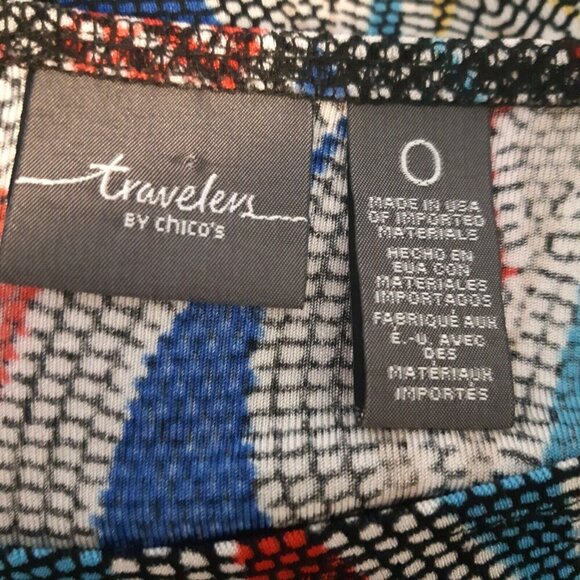 travelers
BY chico's
0
MADE IN USA
OF IMPORTED
MATERIALS
HECHO EN
EUA CON
MATERIALES
IMPORTADOS
FABRIQUÉ AUX
É.-U. AVEC
DES
MATERIAUX
IMPORTÉS